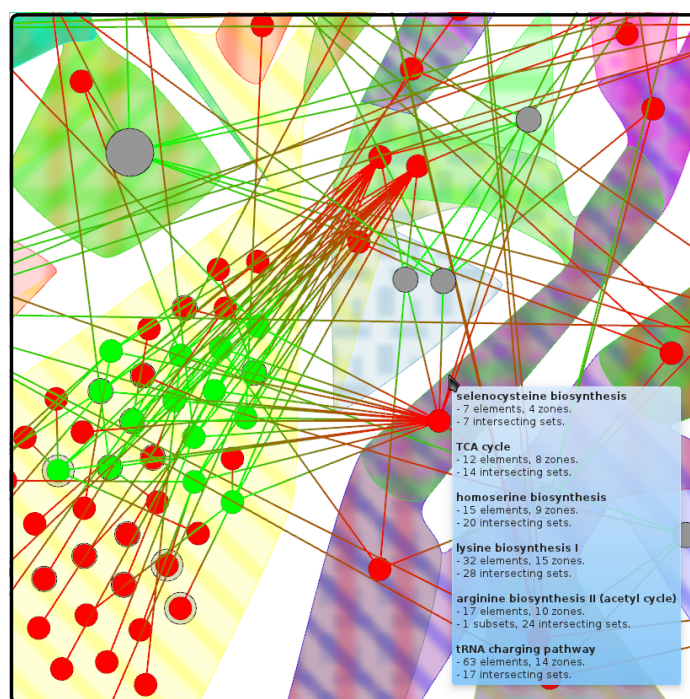 selenocysteine biosynthesis
- 7 elements, 4 zones.
- 7 intersecting sets.
TCA cycle
- 12 elements, 8 zones.
- 14 intersecting sets.
homoserine biosynthesis
- 15 elements, 9 zones.
- 20 intersecting sets.
lysine biosynthesis I
- 32 elements, 15 zones.
- 28 intersecting sets.
arginine biosynthesis II (acetyl cycle)
- 17 elements, 10 zones.
- 1 subsets, 24 intersecting sets.
tRNA charging pathway
- 63 elements, 14 zones.
- 17 intersecting sets.